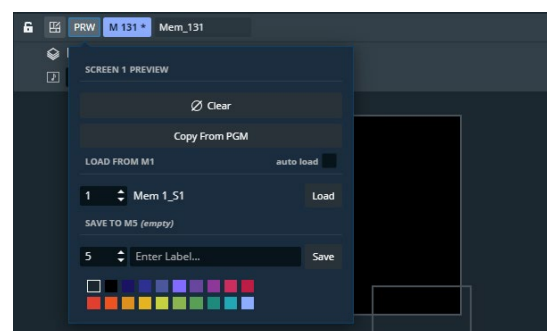 PRW M 131 * Mem_131
SCREEN 1 PREVIEW
Clear
Copy From PGM
LOAD FROM M1 auto load
1 Mem 1_S1 Load
SAVE TO M5 (empty)
5 Enter Label... Save